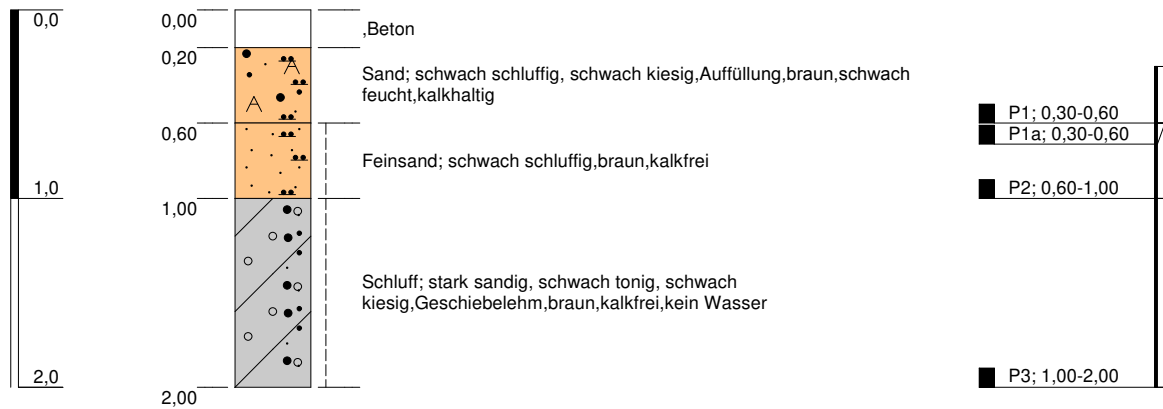 0,0
0,00
,Beton
0,20
A
Sand; schwach schluffig, schwach kiesig,Auffüllung,braun,schwach
feucht,kalkhaltig
A
P1; 0,30-0,60
0,60
P1a; 0,30-0,60
Feinsand; schwach schluffig,braun,kalkfrei
1,0
P2; 0,60-1,00
1,00
Schluff; stark sandig, schwach tonig, schwach
kiesig,Geschiebelehm,braun,kalkfrei,kein Wasser
2,0
P3; 1,00-2,00
2,00